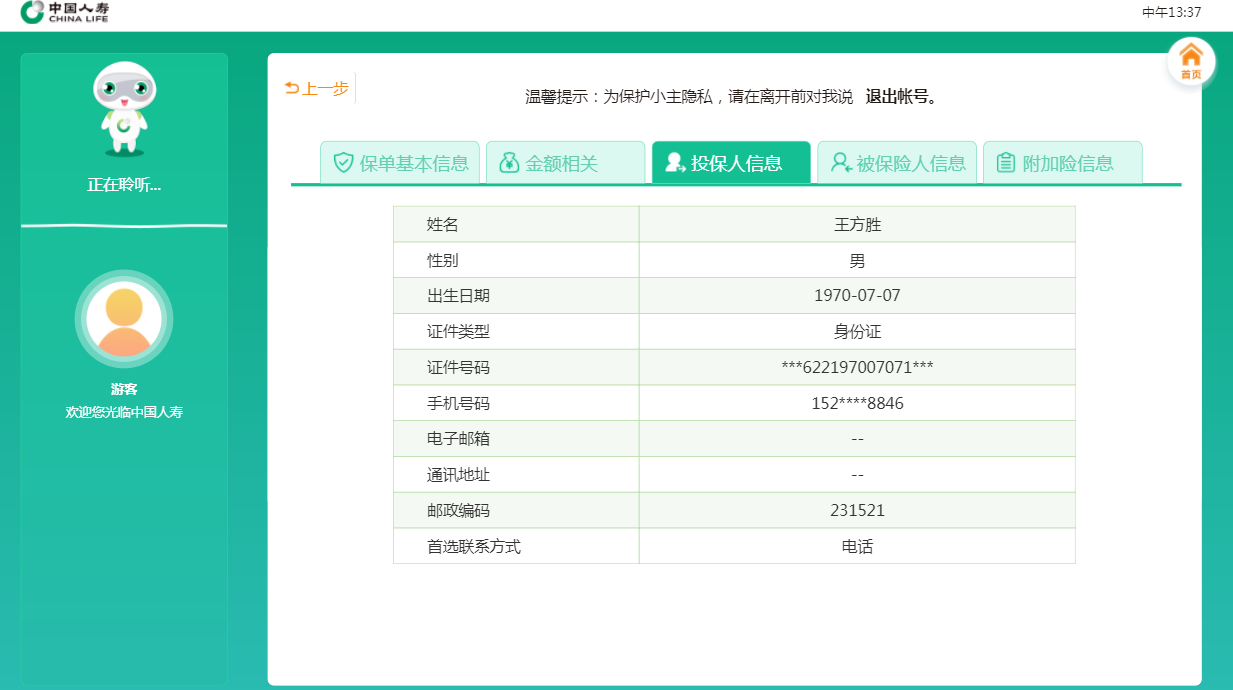 中国人寿
CHINA LIFE
中午13:37
首页
上一步
温馨提示：为保护小主隐私，请在离开前对我说 退出帐号。
正在聆听...
保单基本信息 金额相关 投保人信息 被保险人信息 附加险信息
姓名 王方胜
性别 男
出生日期 1970-07-07
证件类型 身份证
证件号码 ***622197007071***
手机号码 152****8846
电子邮箱 --
通讯地址 --
邮政编码 231521
首选联系方式 电话
游客
欢迎您光临中国人寿